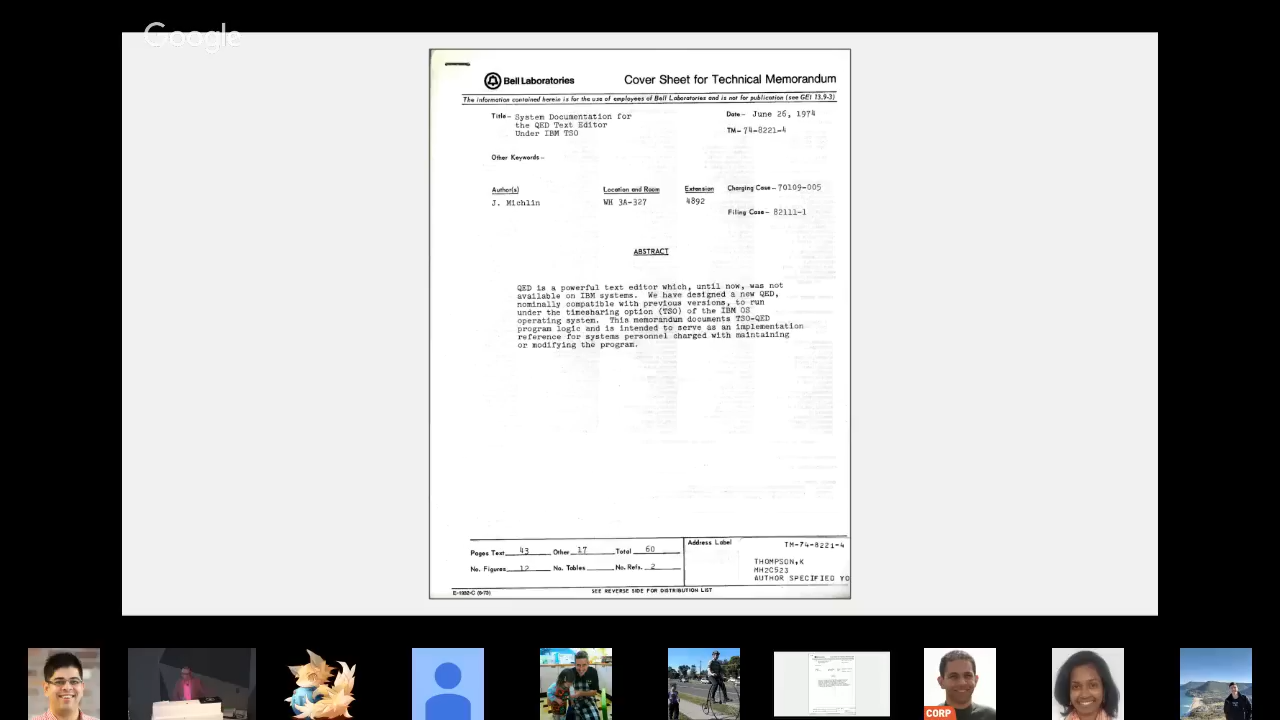 Google
Bell Laboratories
Cover Sheet for Technical Memorandum
The information contained herein is for the use of employees of Bell Laboratories and is not for publication (see GEI 13.9-3)
Title- System Documentation for
the QED Text Editor
Under IBM TSO
Date- June 26, 1974
TM- 74-8221-4
Other Keywords-
Author(s)
Location and Room
Extension
Charging Case- 70109-005
J. Michlin
WH 3A-327
4892
Filing Case- 82111-1
ABSTRACT
QED is a powerful text editor which, until now, was not
available on IBM systems. We have designed a new QED,
nominally compatible with previous versions, to run
under the timesharing option (TSO) of the IBM OS
operating system. This memorandum documents TSO-QED
program logic and is intended to serve as an implementation
reference for systems personnel charged with maintaining
or modifying the program.
Pages Text 43 Other 17 Total 60
No. Figures 12 No. Tables No. Refs. 2
Address Label
TM-74-8221-4
THOMPSON,K
MH2C523
AUTHOR SPECIFIED YO
E-1932-C (6-73)
SEE REVERSE SIDE FOR DISTRIBUTION LIST
CORP